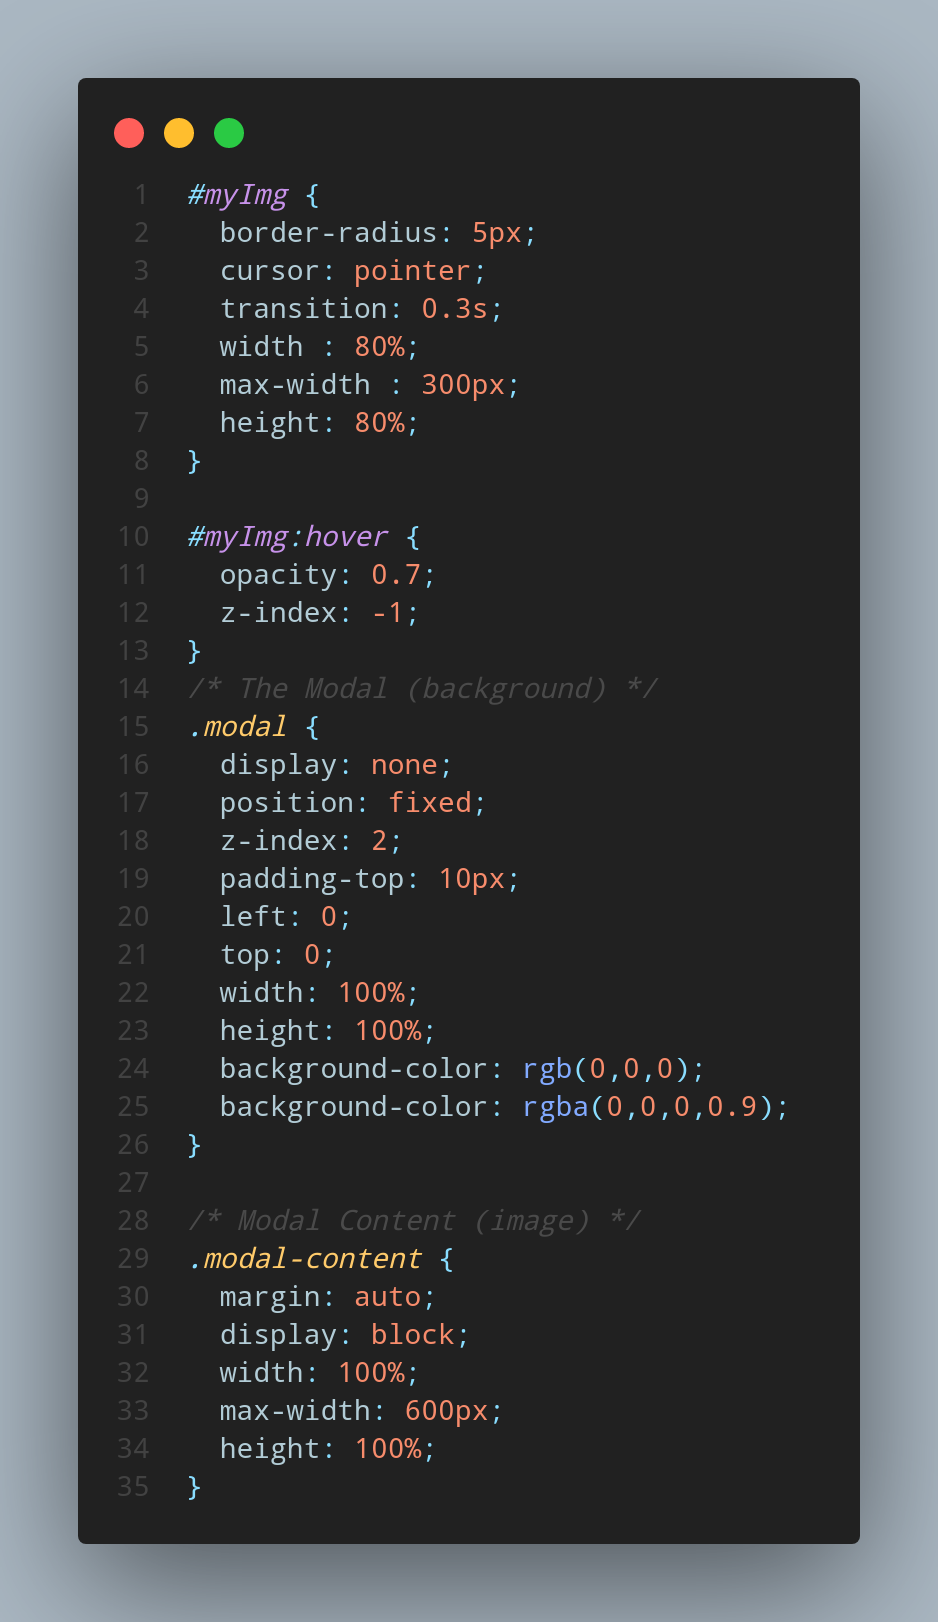 1 #myImg {
2   border-radius: 5px;
3   cursor: pointer;
4   transition: 0.3s;
5   width : 80%;
6   max-width : 300px;
7   height: 80%;
8 }
9
10 #myImg:hover {
11   opacity: 0.7;
12   z-index: -1;
13 }
14 /* The Modal (background) */
15 .modal {
16   display: none;
17   position: fixed;
18   z-index: 2;
19   padding-top: 10px;
20   left: 0;
21   top: 0;
22   width: 100%;
23   height: 100%;
24   background-color: rgb(0,0,0);
25   background-color: rgba(0,0,0,0.9);
26 }
27
28 /* Modal Content (image) */
29 .modal-content {
30   margin: auto;
31   display: block;
32   width: 100%;
33   max-width: 600px;
34   height: 100%;
35 }